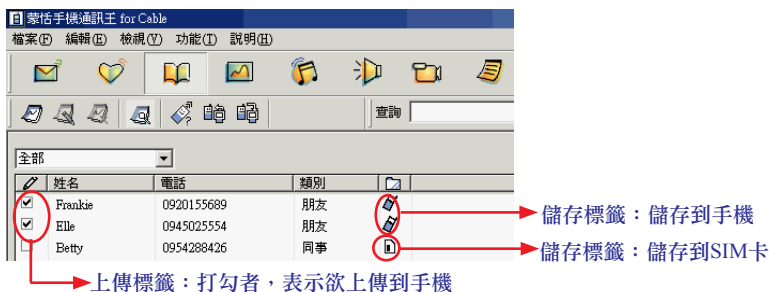 蒙恬手機通訊王 for Cable
檔案(F) 編輯(E) 檢視(V) 功能(T) 說明(H)
查詢
全部
姓名 電話 類別
Frankie 0920155689 朋友
Elle 0945025554 朋友
Betty 0954288426 同事
儲存標籤：儲存到手機
儲存標籤：儲存到SIM卡
上傳標籤：打勾者，表示欲上傳到手機